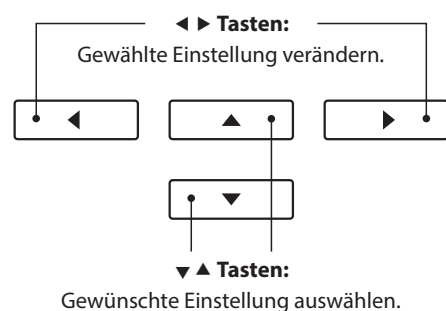 ◀ ▶ Tasten:
Gewählte Einstellung verändern.
◀ ▲ ▶
▼
▼ ▲ Tasten:
Gewünschte Einstellung auswählen.